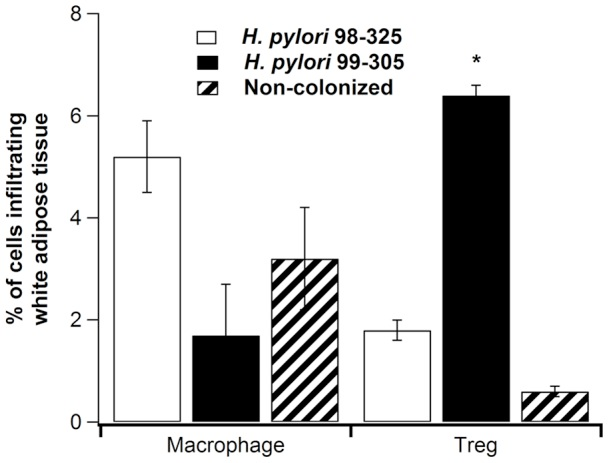 8
6
4
2
0
% of cells infiltrating
white adipose tissue
H. pylori 98-325
H. pylori 99-305
Non-colonized
*
Macrophage
Treg